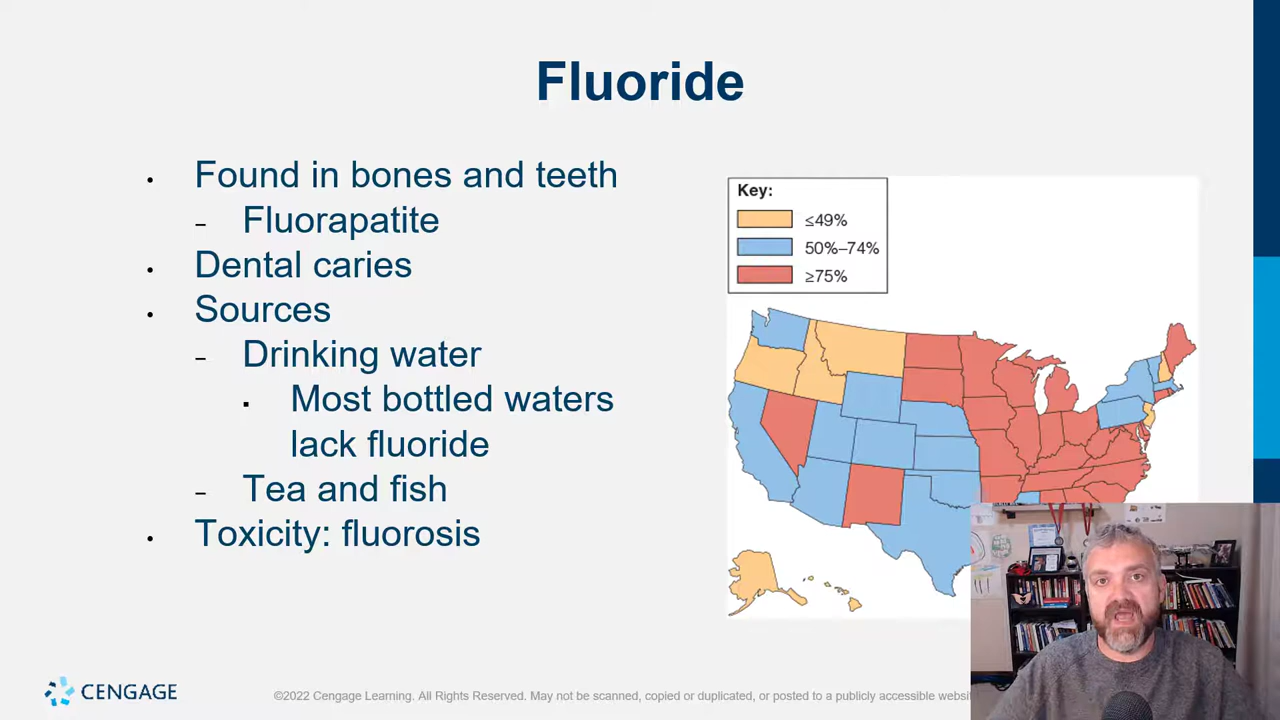 Fluoride
• Found in bones and teeth
– Fluorapatite
• Dental caries
• Sources
– Drinking water
▪ Most bottled waters
lack fluoride
– Tea and fish
• Toxicity: fluorosis
Key:
≤49%
50%–74%
≥75%
CENGAGE
©2022 Cengage Learning. All Rights Reserved. May not be scanned, copied or duplicated, or posted to a publicly accessible